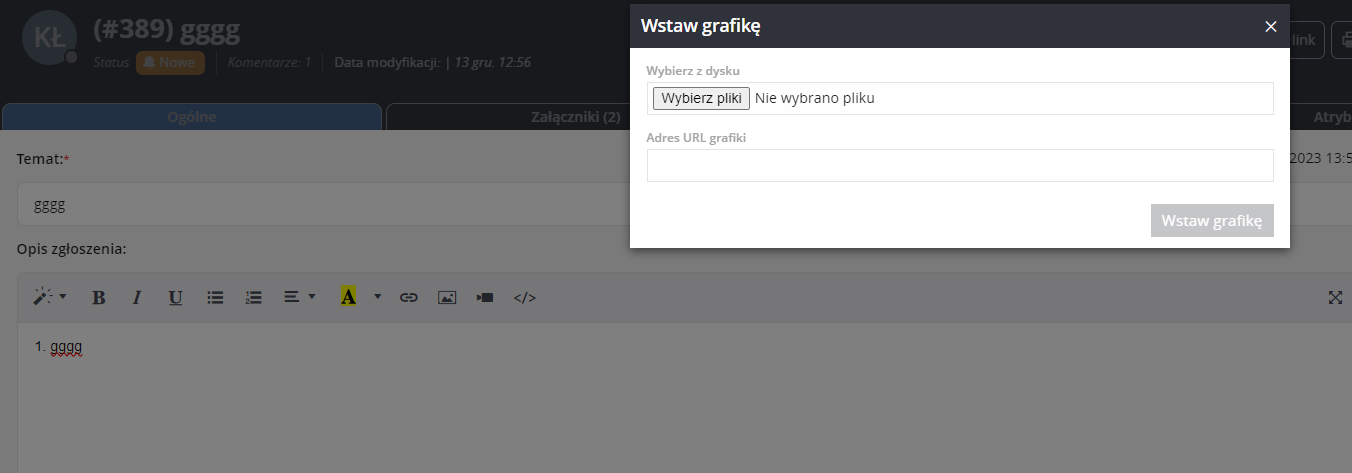 KŁ
(#389) gggg
Status Nowe Komentarze: 1 Data modyfikacji: | 13 gru. 12:56
link
Ogólne
Załączniki (2)
Atryb
Temat:*
2023 13:5
gggg
Opis zgłoszenia:
B I U A </>
1. gggg
Wstaw grafikę
×
Wybierz z dysku
Wybierz pliki Nie wybrano pliku
Adres URL grafiki
Wstaw grafikę